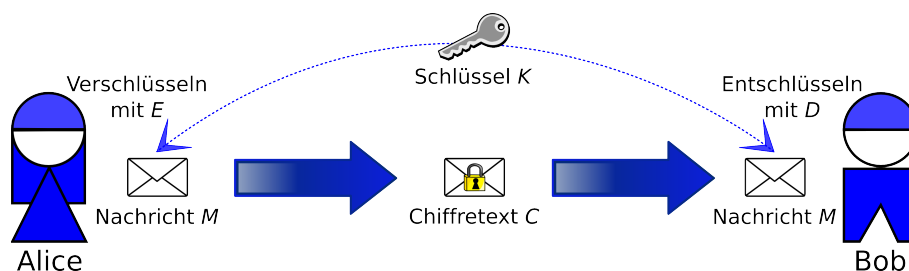 Schlüssel K
Verschlüsseln
mit E
Entschlüsseln
mit D
Nachricht M
Chiffretext C
Nachricht M
Alice
Bob